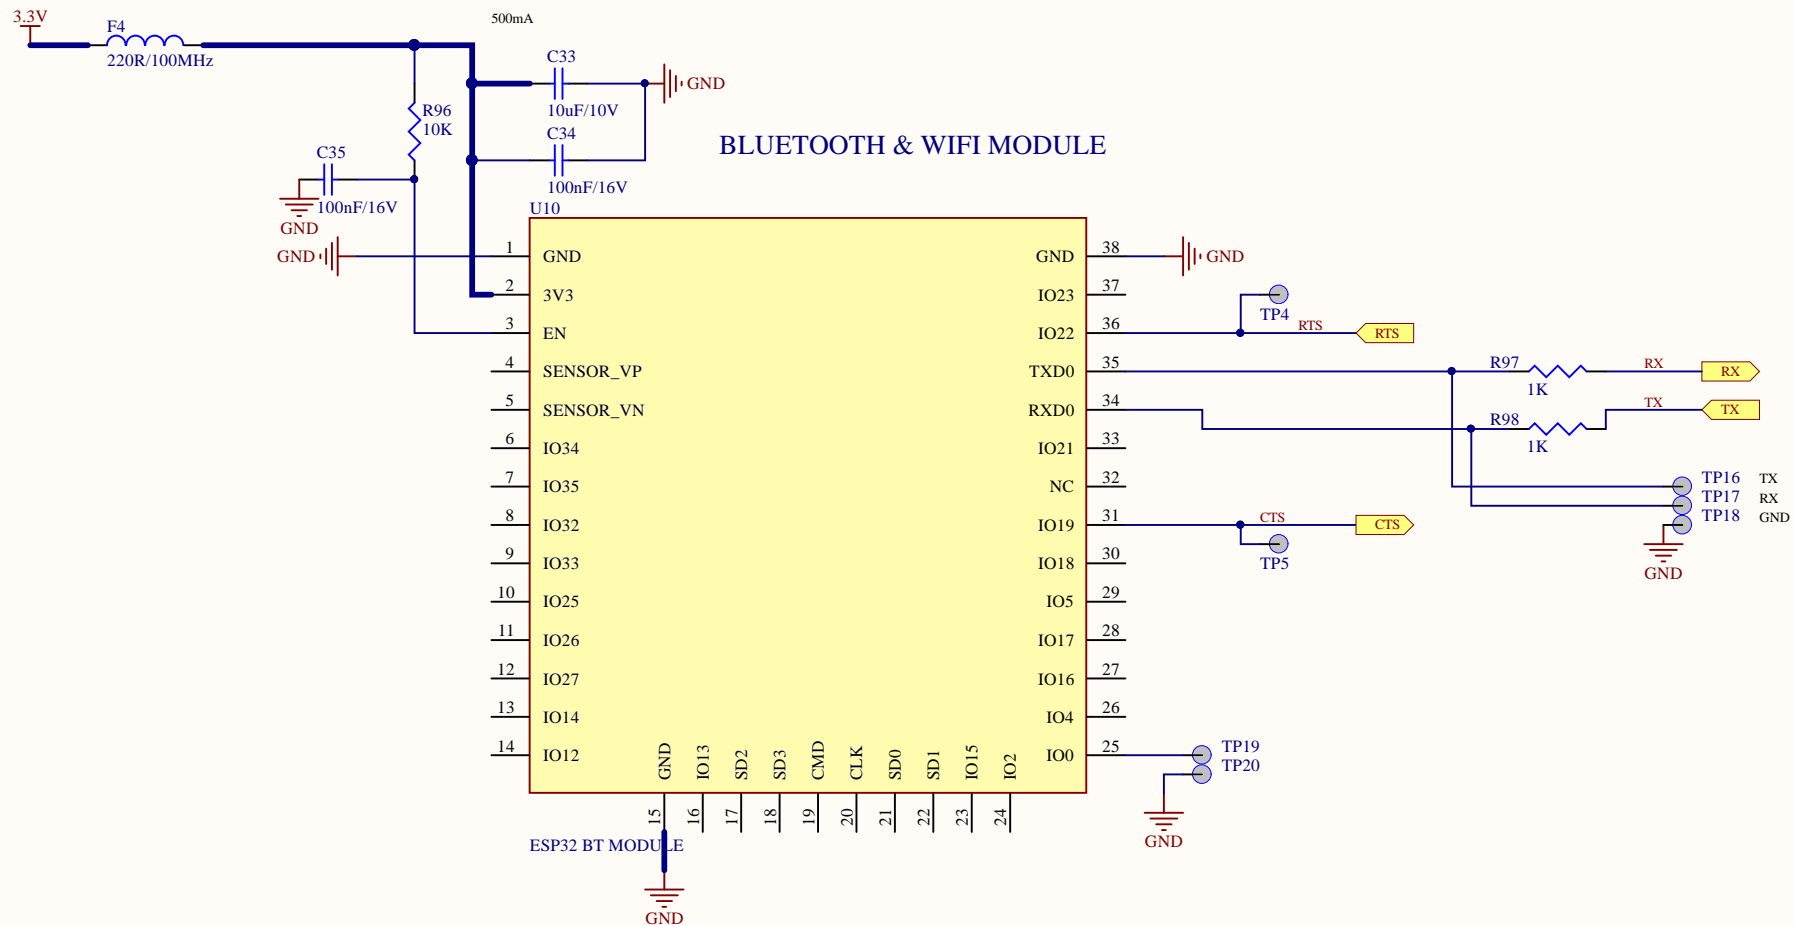 3.3V
F4
220R/100MHz
500mA
C33
10uF/10V
GND
R96
10K
C34
100nF/16V
BLUETOOTH & WIFI MODULE
C35
100nF/16V
GND
U10
GND
1 GND
2 3V3
3 EN
4 SENSOR_VP
5 SENSOR_VN
6 IO34
7 IO35
8 IO32
9 IO33
10 IO25
11 IO26
12 IO27
13 IO14
14 IO12
GND 15
IO13 16
SD2 17
SD3 18
CMD 19
CLK 20
SD0 21
SD1 22
IO15 23
IO2 24
GND 38
IO23 37
IO22 36
TXD0 35
RXD0 34
IO21 33
NC 32
IO19 31
IO18 30
IO5 29
IO17 28
IO16 27
IO4 26
IO0 25
GND
TP4
RTS
RTS
R97
1K
RX
RX
R98
1K
TX
TX
TP16 TX
TP17 RX
TP18 GND
GND
CTS
CTS
TP5
TP19
TP20
GND
ESP32 BT MODULE
GND